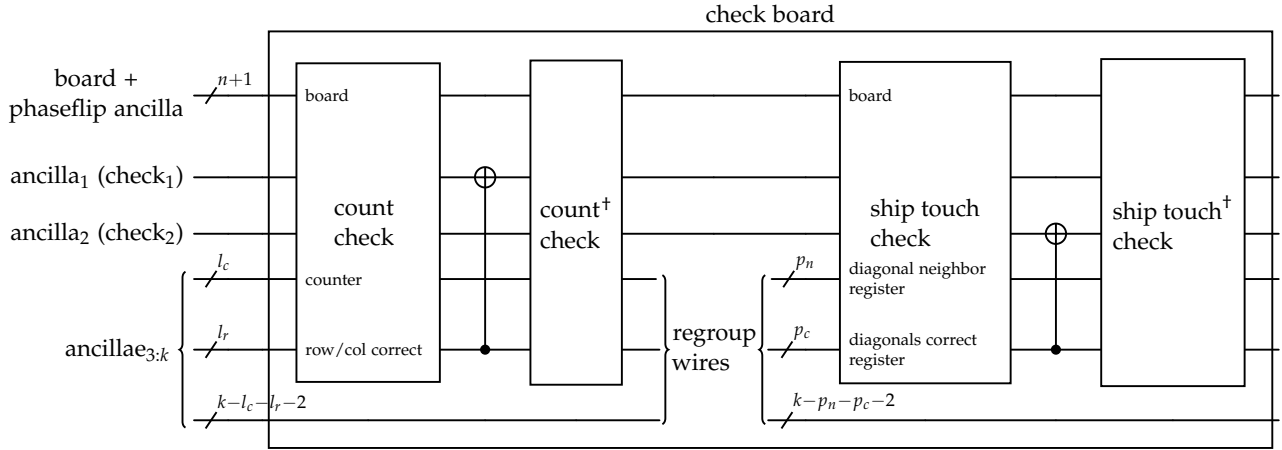 check board
board +
phaseflip ancilla
n+1
board
board
ancilla₁ (check₁)
ancilla₂ (check₂)
count
check
count†
check
ship touch
check
ship touch†
check
l_c
counter
p_n
diagonal neighbor
register
ancillae₃:ₖ
l_r
row/col correct
regroup
wires
p_c
diagonals correct
register
k−l_c−l_r−2
k−p_n−p_c−2